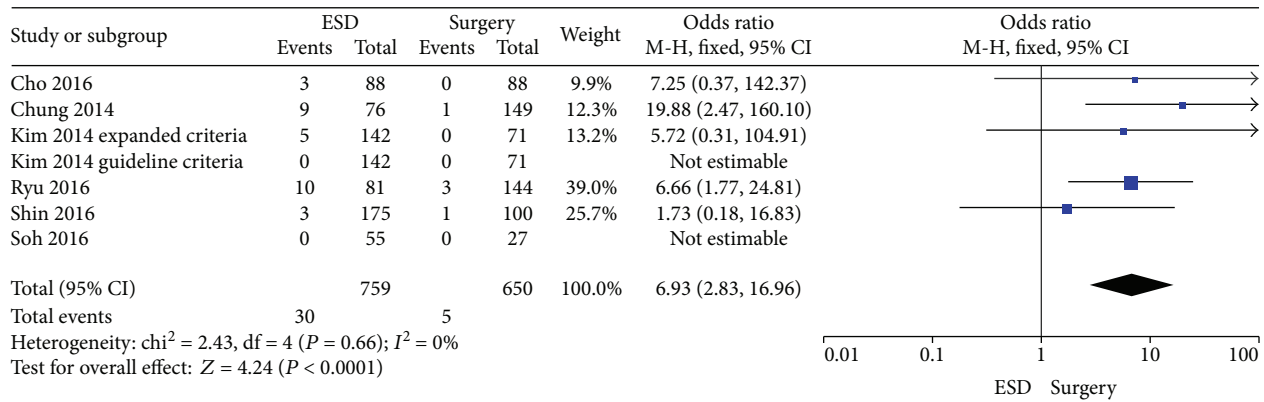 Study or subgroup ESD Surgery Weight Odds ratio Odds ratio
Events Total Events Total M-H, fixed, 95% CI M-H, fixed, 95% CI
Cho 2016 3 88 0 88 9.9% 7.25 (0.37, 142.37)
Chung 2014 9 76 1 149 12.3% 19.88 (2.47, 160.10)
Kim 2014 expanded criteria 5 142 0 71 13.2% 5.72 (0.31, 104.91)
Kim 2014 guideline criteria 0 142 0 71 Not estimable
Ryu 2016 10 81 3 144 39.0% 6.66 (1.77, 24.81)
Shin 2016 3 175 1 100 25.7% 1.73 (0.18, 16.83)
Soh 2016 0 55 0 27 Not estimable
Total (95% CI) 759 650 100.0% 6.93 (2.83, 16.96)
Total events 30 5
Heterogeneity: chi² = 2.43, df = 4 (P = 0.66); I² = 0%
Test for overall effect: Z = 4.24 (P < 0.0001)
0.01 0.1 1 10 100
ESD Surgery